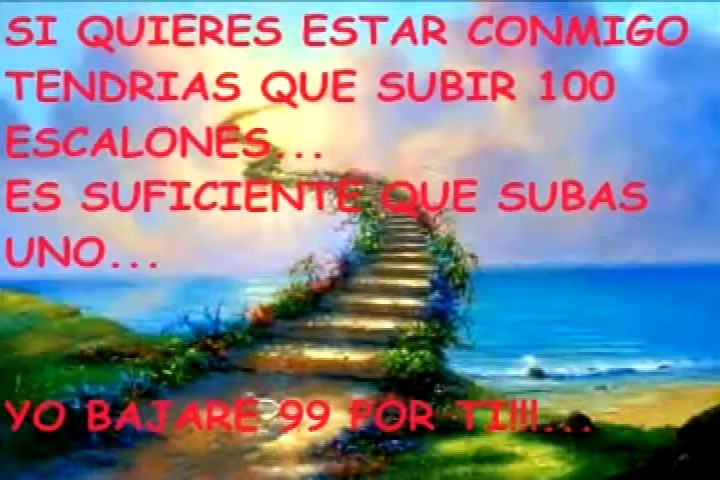 SI QUIERES ESTAR CONMIGO
TENDRIAS QUE SUBIR 100
ESCALONES...
ES SUFICIENTE QUE SUBAS
UNO...
YO BAJARE 99 POR TI!!!...